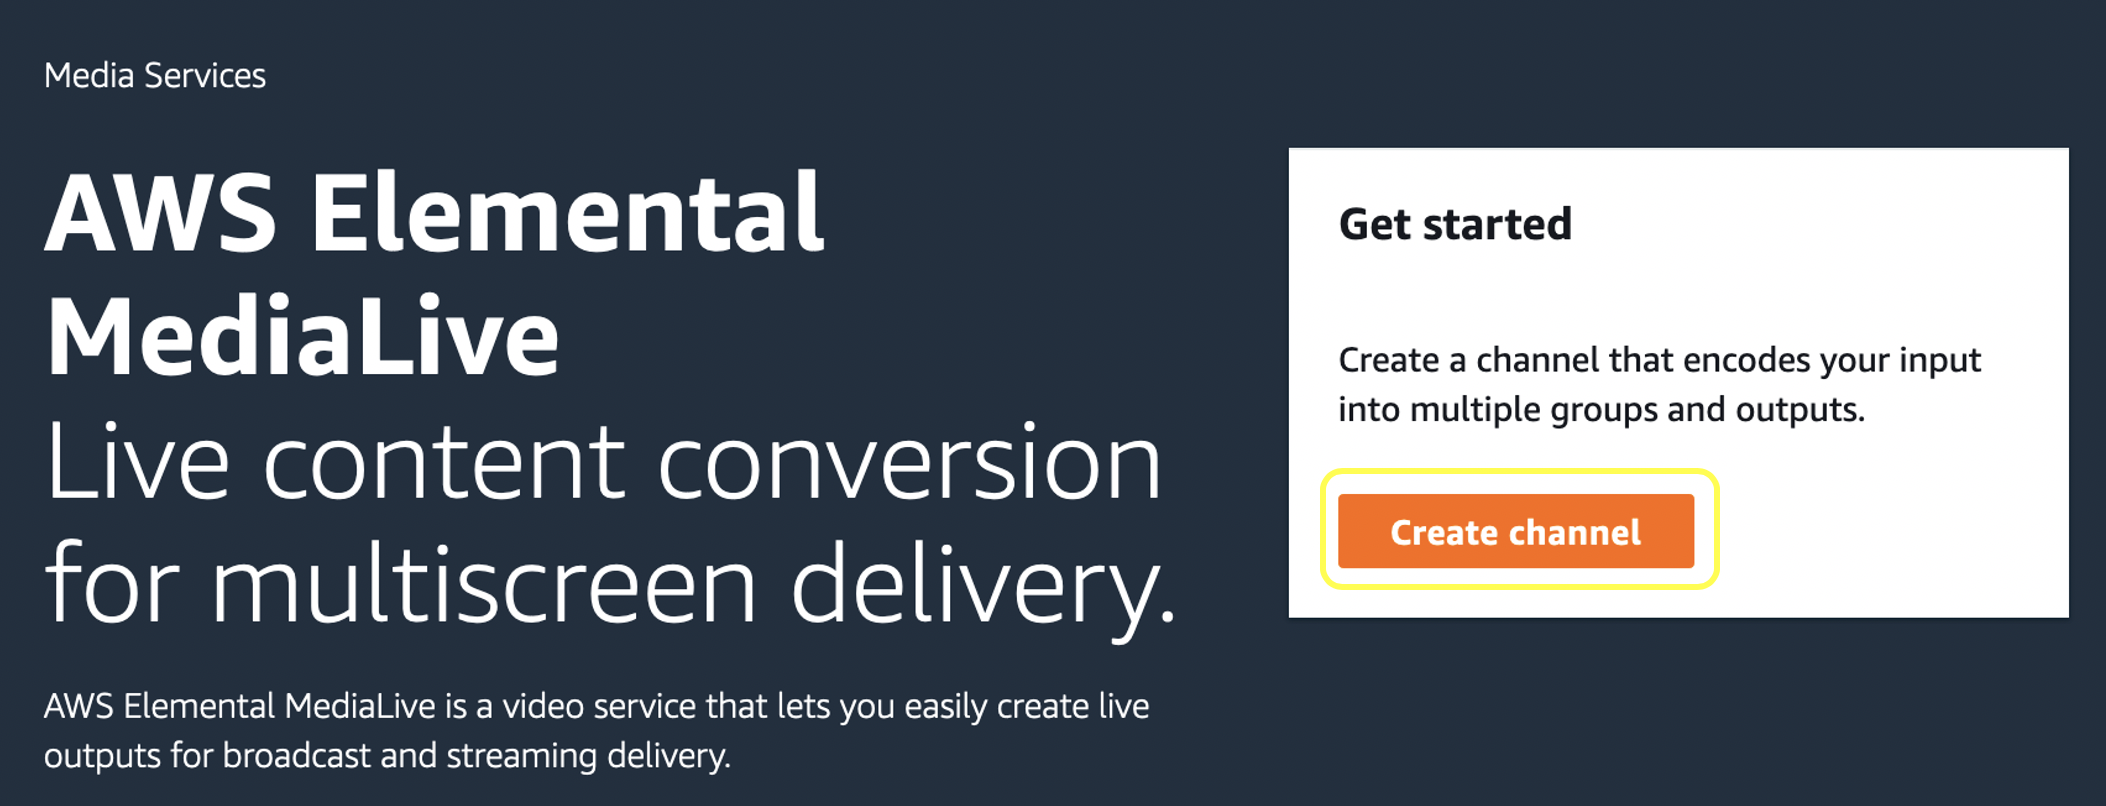 Media Services
AWS Elemental
MediaLive
Live content conversion
for multiscreen delivery.
AWS Elemental MediaLive is a video service that lets you easily create live
outputs for broadcast and streaming delivery.
Get started
Create a channel that encodes your input
into multiple groups and outputs.
Create channel